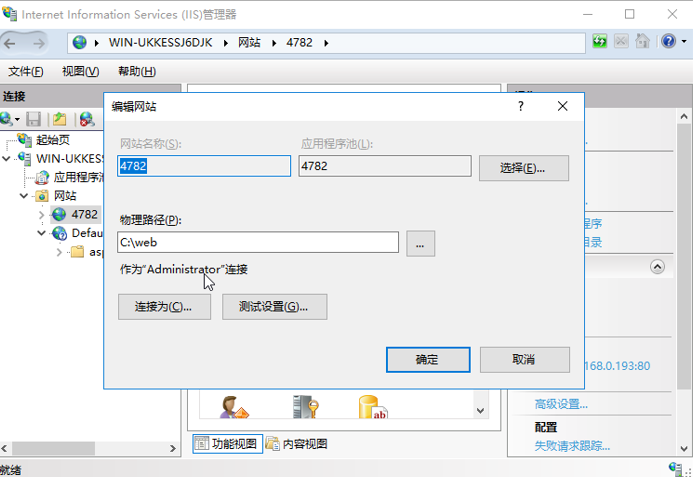 Internet Information Services (IIS)管理器
WIN-UKKESSJ6DJK 网站 4782
文件(F) 视图(V) 帮助(H)
连接
起始页
WIN-UKKESS
应用程序池
网站
4782
Defau
asp
编辑网站 ?
网站名称(S): 应用程序池(L):
4782 4782 选择(E)...
物理路径(P):
C:\web ...
作为“Administrator”连接
连接为(C)... 测试设置(G)...
确定 取消
程序
目录
168.0.193:80
高级设置...
配置
失败请求跟踪...
功能视图 内容视图
就绪